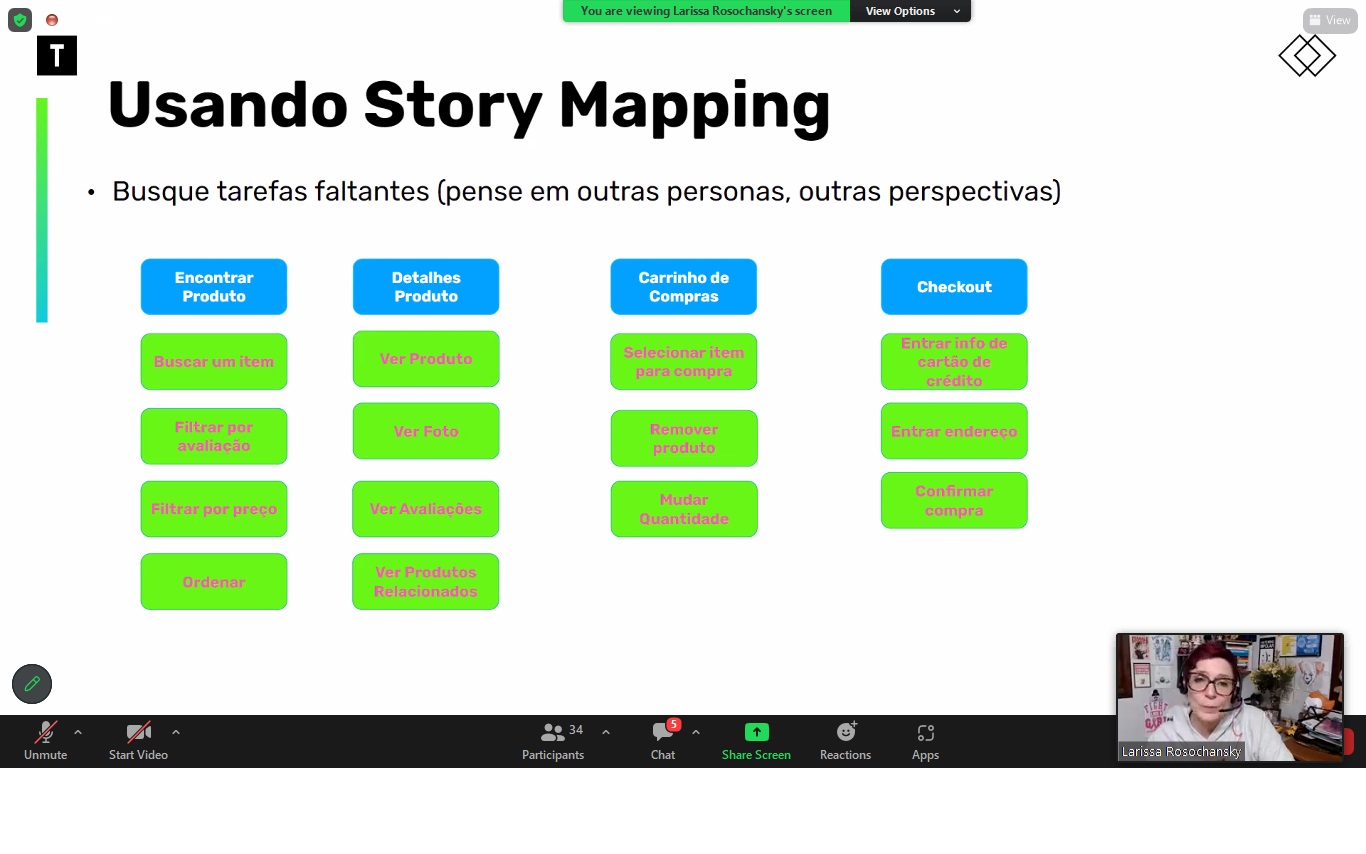 You are viewing Larissa Rosochansky's screen
View Options
View
T
Usando Story Mapping
• Busque tarefas faltantes (pense em outras personas, outras perspectivas)
Encontrar
Produto
Buscar um item
Filtrar por
avaliação
Filtrar por preço
Ordenar
Detalhes
Produto
Ver Produto
Ver Foto
Ver Avaliações
Ver Produtos
Relacionados
Carrinho de
Compras
Selecionar item
para compra
Remover
produto
Mudar
Quantidade
Checkout
Entrar info de
cartão de
crédito
Entrar endereço
Confirmar
compra
Larissa Rosochansky
Unmute
Start Video
34
Participants
5
Chat
Share Screen
Reactions
Apps